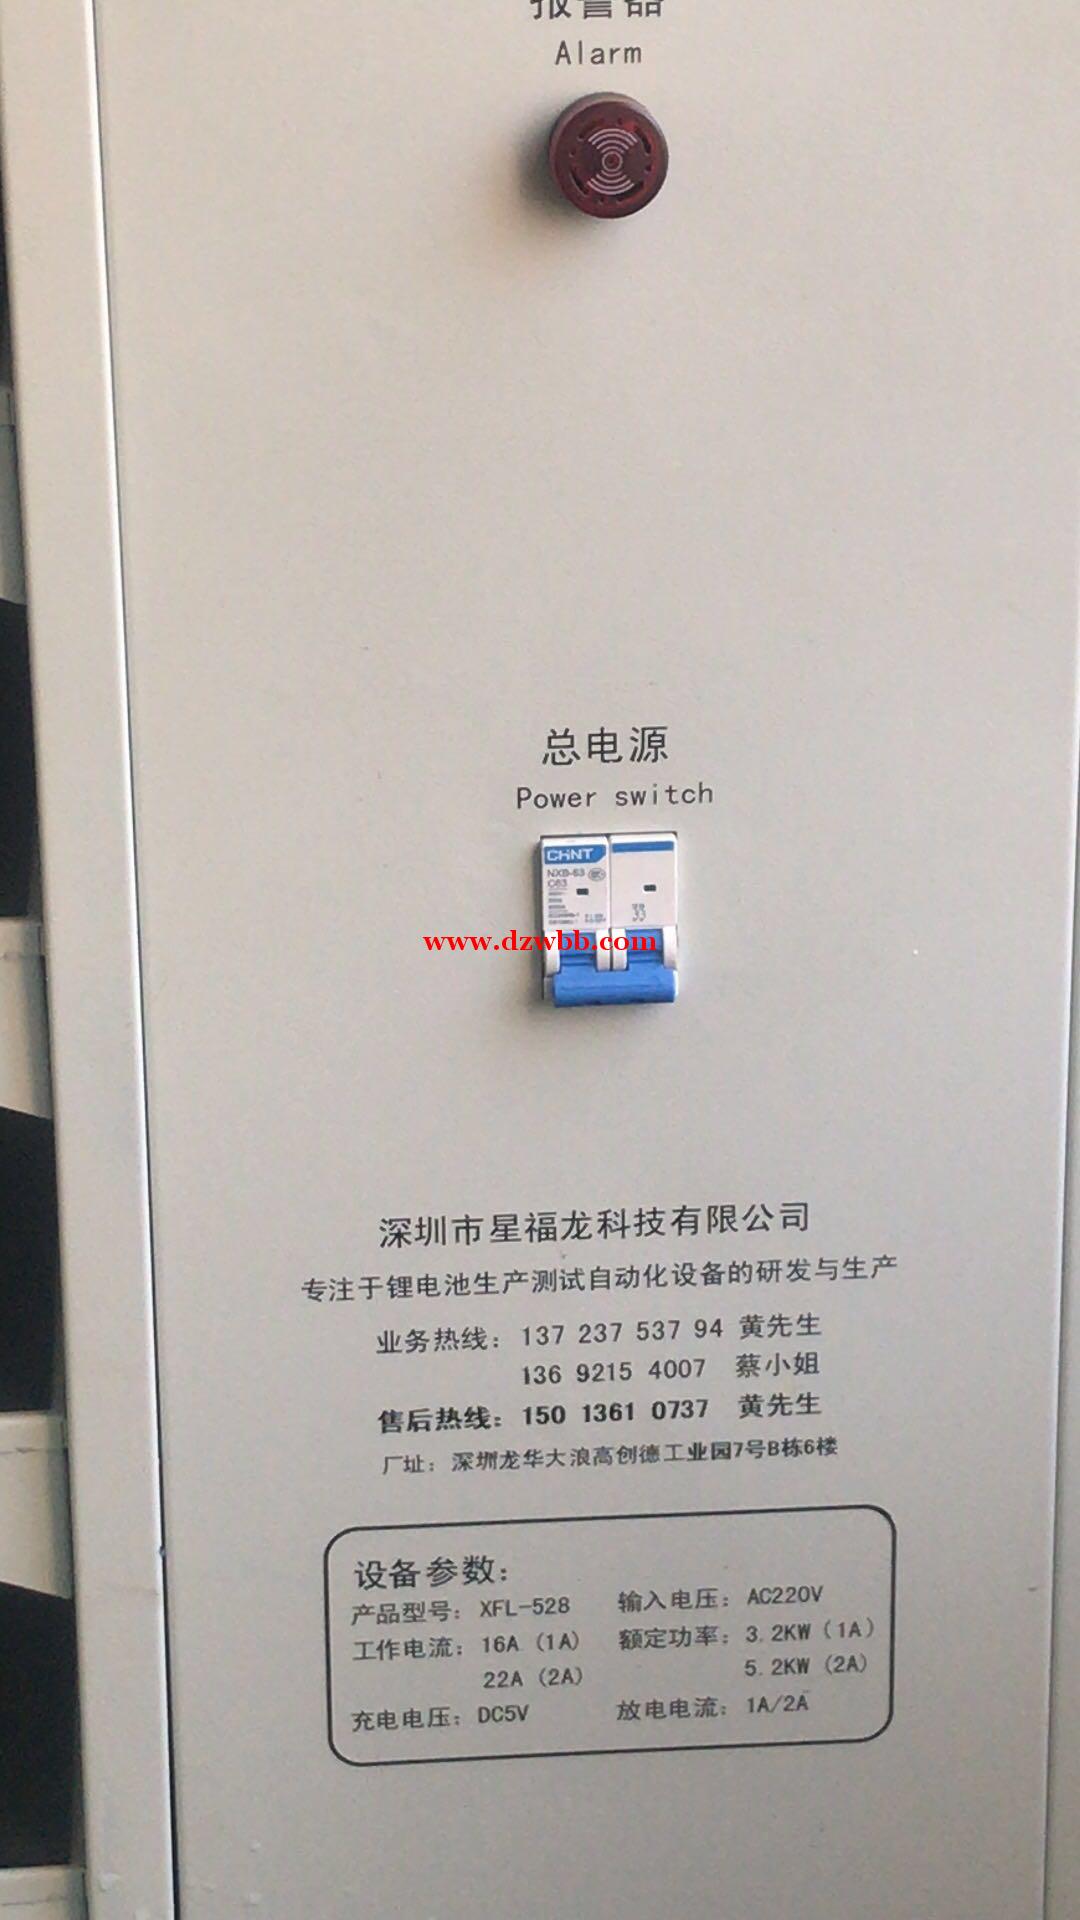 报警器
Alarm
总电源
Power switch
CHNT
NXB-63
C63
www.dzwbb.com
深圳市星福龙科技有限公司
专注于锂电池生产测试自动化设备的研发与生产
业务热线：137 237 537 94 黄先生
136 9215 4007 蔡小姐
售后热线：150 1361 0737 黄先生
厂址：深圳龙华大浪高创德工业园7号B栋6楼
设备参数：
产品型号：XFL-528 输入电压：AC220V
工作电流：16A (1A) 额定功率：3.2KW (1A)
22A (2A) 5.2KW (2A)
充电电压：DC5V 放电电流：1A/2A